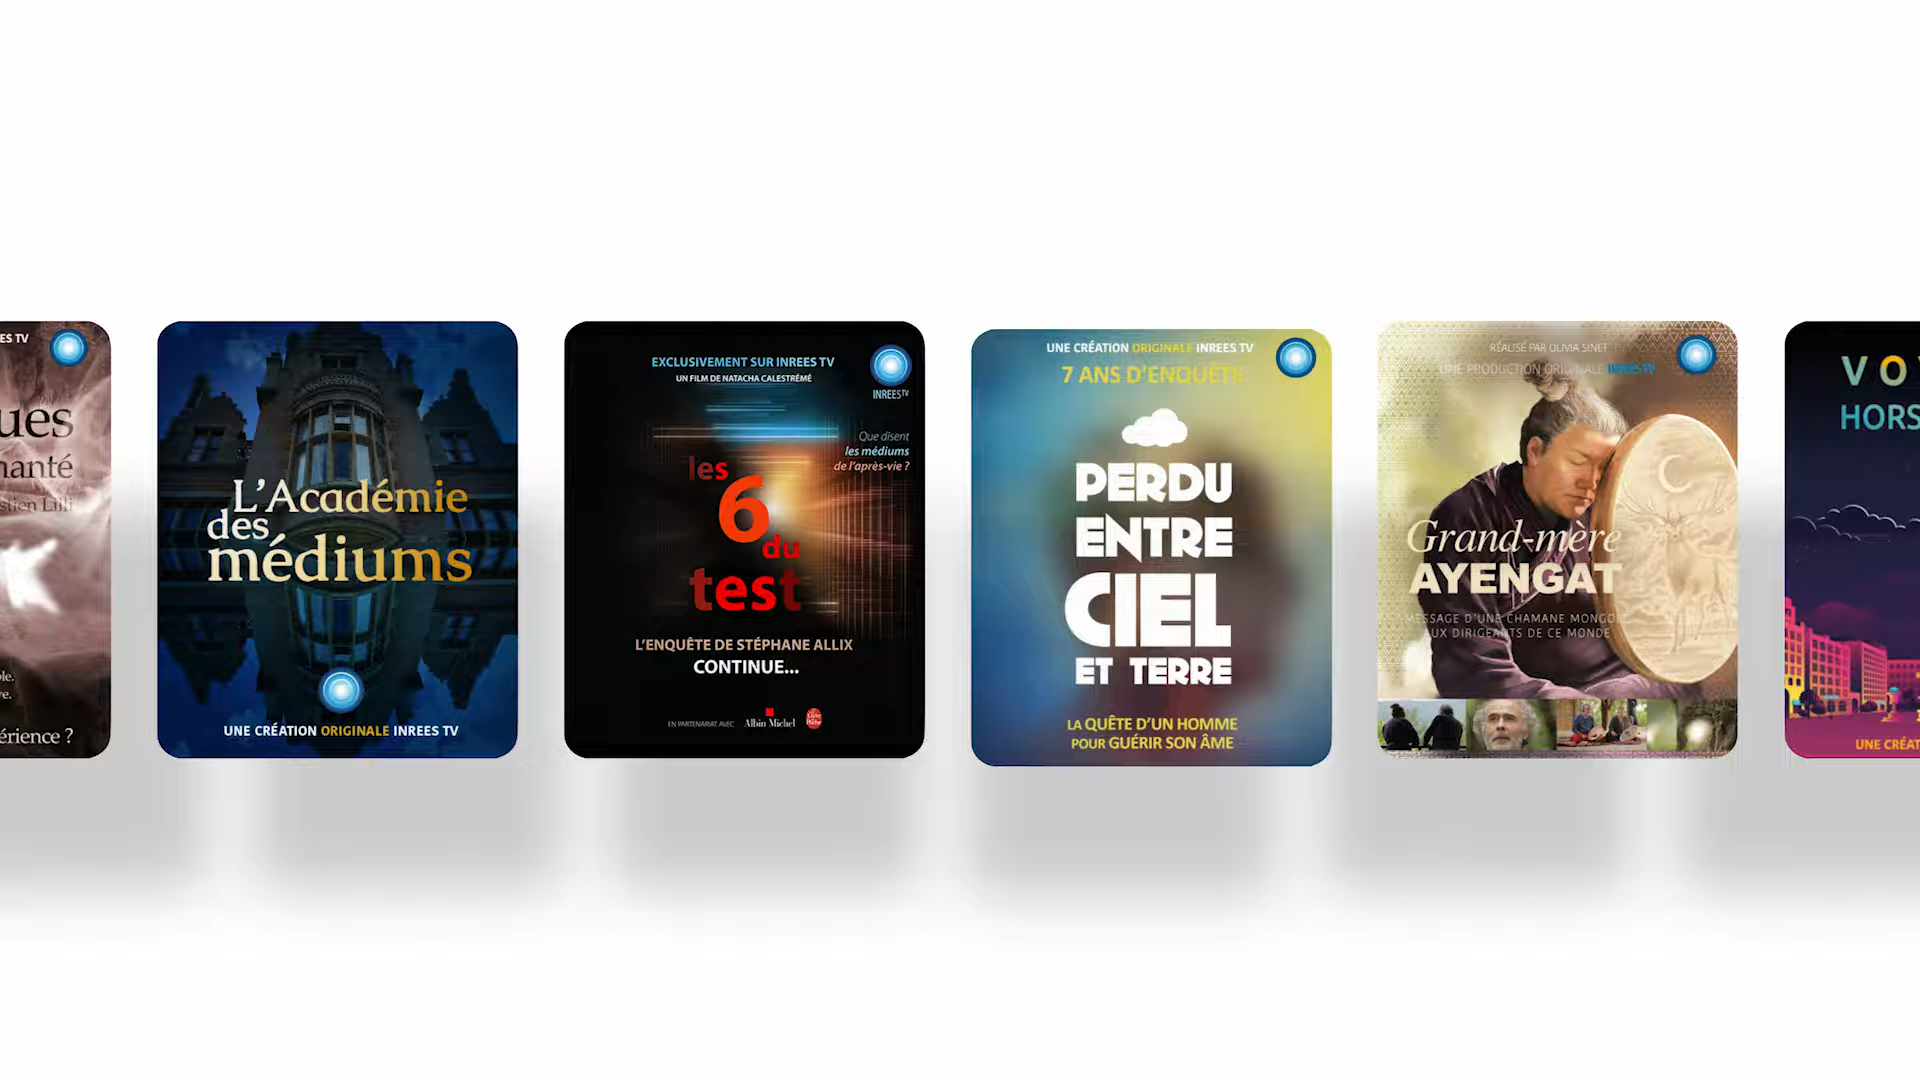 ES TV
ues
hanté
stien Lilli
ple.
ve.
érience ?
L'Académie
des
médiums
UNE CRÉATION ORIGINALE INREES TV
EXCLUSIVEMENT SUR INREES TV
UN FILM DE NATACHA CALESTRÉMÉ
INREES TV
Que disent
les médiums
de l'après-vie ?
les
6
du
test
L'ENQUÊTE DE STÉPHANE ALLIX
CONTINUE...
EN PARTENARIAT AVEC Albin Michel
UNE CRÉATION ORIGINALE INREES TV
7 ANS D'ENQUÊTE
PERDU
ENTRE
CIEL
ET TERRE
LA QUÊTE D'UN HOMME
POUR GUÉRIR SON ÂME
RÉALISÉ PAR OLIVIA SINET
UNE PRODUCTION ORIGINALE INREES TV
Grand-mère
AYENGAT
MESSAGE D'UNE CHAMANE MONGOLE
AUX DIRIGEANTS DE CE MONDE
VOY
HORS
UNE CRÉAT